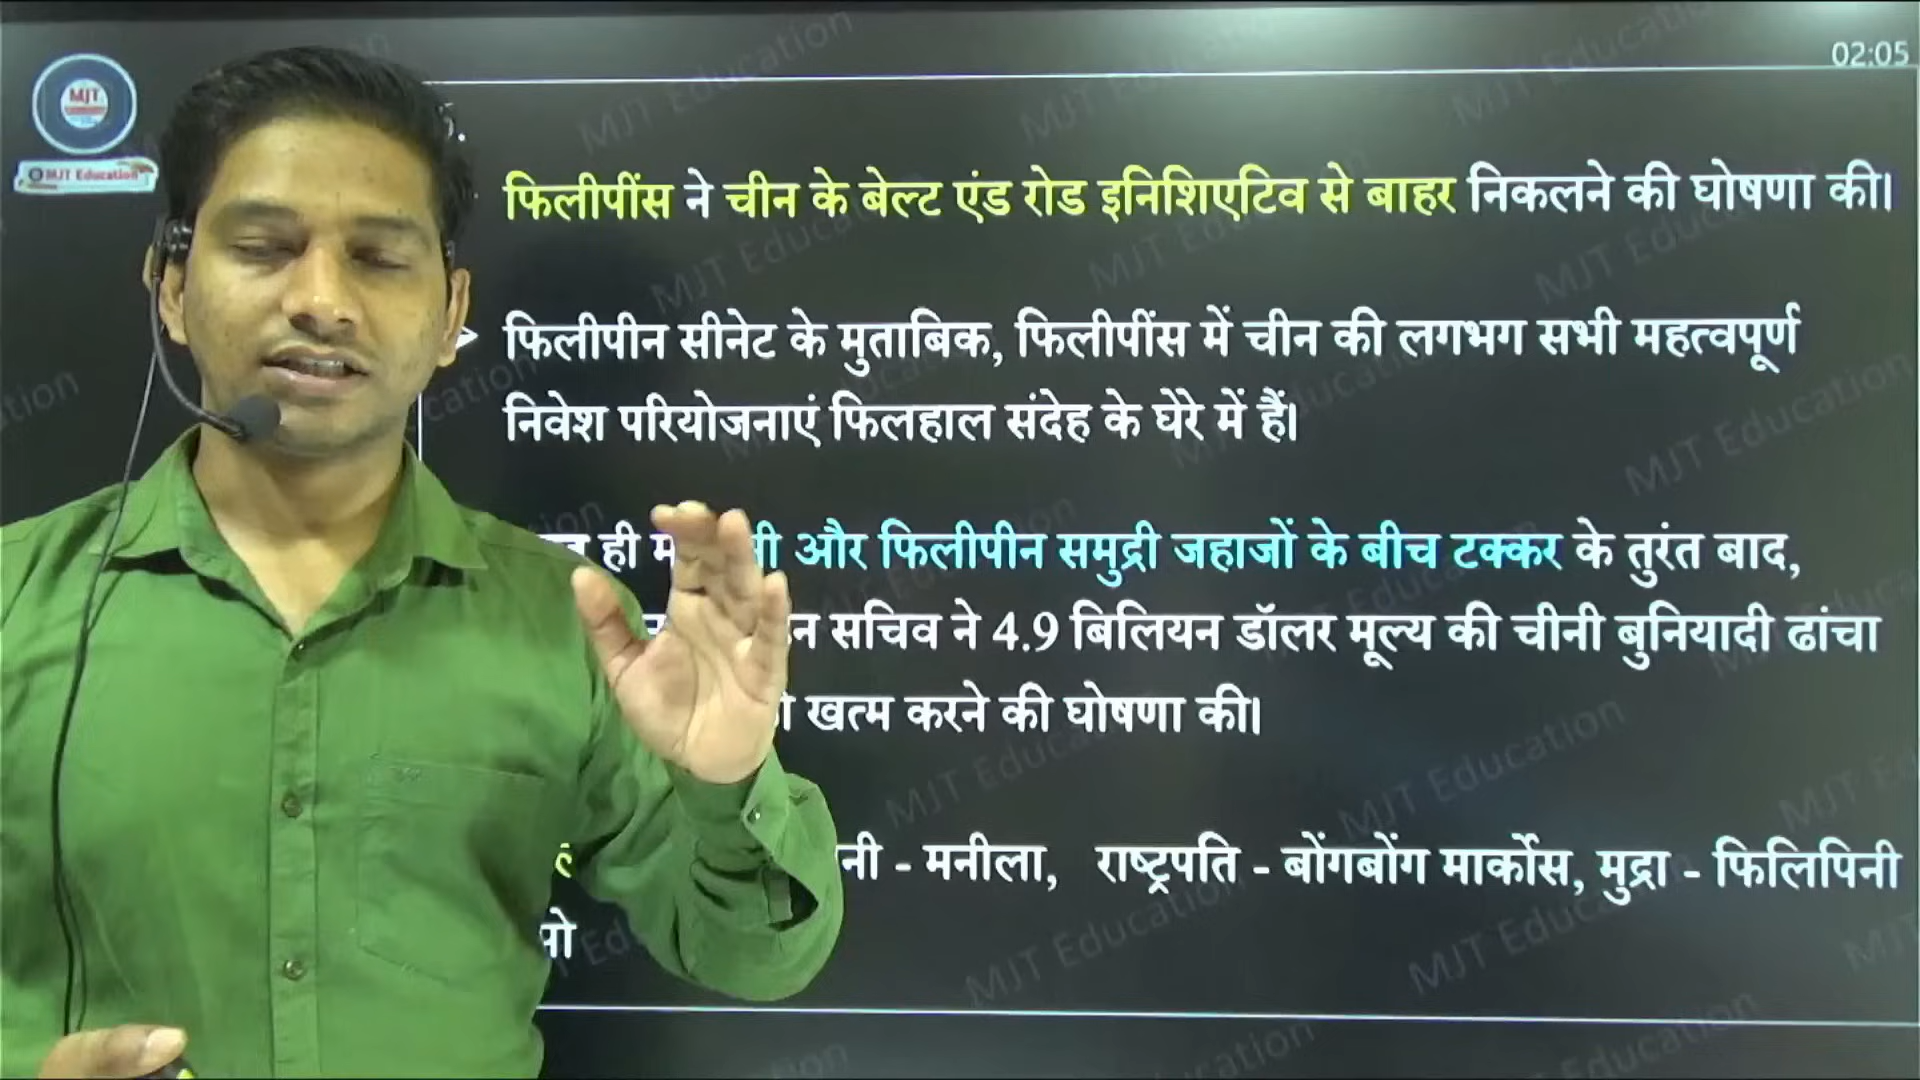 MJT
MJT Education
02:05
फिलीपींस ने चीन के बेल्ट एंड रोड इनिशिएटिव से बाहर निकलने की घोषणा की।
फिलीपीन सीनेट के मुताबिक, फिलीपींस में चीन की लगभग सभी महत्वपूर्ण
निवेश परियोजनाएं फिलहाल संदेह के घेरे में हैं।
ही और फिलीपीन समुद्री जहाजों के बीच टक्कर के तुरंत बाद,
सचिव ने 4.9 बिलियन डॉलर मूल्य की चीनी बुनियादी ढांचा
खत्म करने की घोषणा की।
- मनीला, राष्ट्रपति - बोंगबोंग मार्कोस, मुद्रा - फिलिपिनी